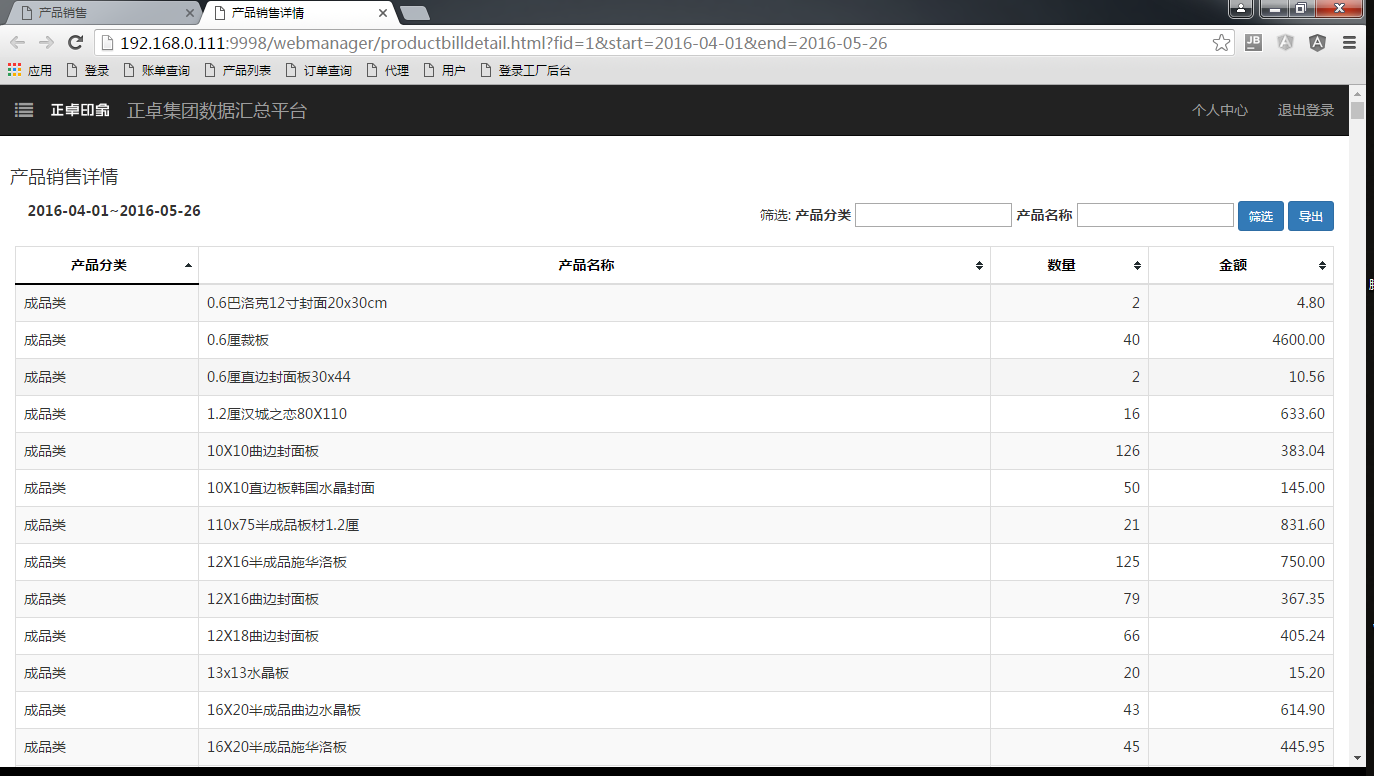 产品销售
产品销售详情
192.168.0.111:9998/webmanager/productbilldetail.html?fid=1&start=2016-04-01&end=2016-05-26
JB
应用 登录 账单查询 产品列表 订单查询 代理 用户 登录工厂后台
正卓印象 正卓集团数据汇总平台 个人中心 退出登录
产品销售详情
2016-04-01~2016-05-26 筛选: 产品分类 产品名称 筛选 导出
产品分类 产品名称 数量 金额
成品类 0.6巴洛克12寸封面20x30cm 2 4.80
成品类 0.6厘裁板 40 4600.00
成品类 0.6厘直边封面板30x44 2 10.56
成品类 1.2厘汉城之恋80X110 16 633.60
成品类 10X10曲边封面板 126 383.04
成品类 10X10直边板韩国水晶封面 50 145.00
成品类 110x75半成品板材1.2厘 21 831.60
成品类 12X16半成品施华洛板 125 750.00
成品类 12X16曲边封面板 79 367.35
成品类 12X18曲边封面板 66 405.24
成品类 13x13水晶板 20 15.20
成品类 16X20半成品曲边水晶板 43 614.90
成品类 16X20半成品施华洛板 45 445.95